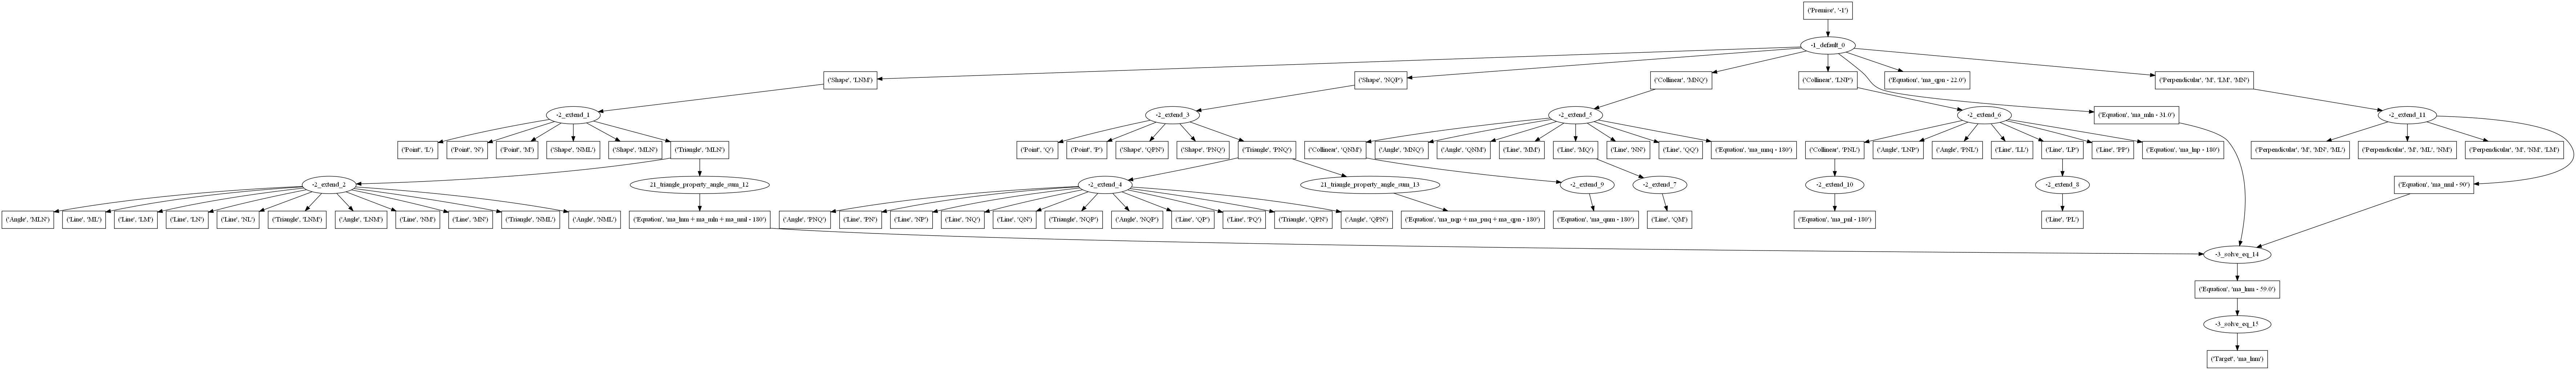 ('Premise', '-1')
-1_default_0
('Shape', 'LNM')
('Shape', 'NQP')
('Collinear', 'MNQ')
('Collinear', 'LNP')
('Equation', 'ma_qpn - 22.0')
('Perpendicular', 'M', 'LM', 'MN')
-2_extend_1
-2_extend_3
-2_extend_5
-2_extend_6
('Equation', 'ma_mln - 31.0')
-2_extend_11
('Point', 'L')
('Point', 'N')
('Point', 'M')
('Shape', 'NML')
('Shape', 'MLN')
('Triangle', 'MLN')
('Point', 'Q')
('Point', 'P')
('Shape', 'QPN')
('Shape', 'PNQ')
('Triangle', 'PNQ')
('Collinear', 'QNM')
('Angle', 'MNQ')
('Angle', 'QNM')
('Line', 'MM')
('Line', 'MQ')
('Line', 'NN')
('Line', 'QQ')
('Equation', 'ma_mnq - 180')
('Collinear', 'PNL')
('Angle', 'LNP')
('Angle', 'PNL')
('Line', 'LL')
('Line', 'LP')
('Line', 'PP')
('Equation', 'ma_lnp - 180')
('Perpendicular', 'M', 'MN', 'ML')
('Perpendicular', 'M', 'ML', 'NM')
('Perpendicular', 'M', 'NM', 'LM')
-2_extend_2
21_triangle_property_angle_sum_12
-2_extend_4
21_triangle_property_angle_sum_13
-2_extend_9
-2_extend_7
-2_extend_10
-2_extend_8
('Equation', 'ma_nml - 90')
('Angle', 'MLN')
('Line', 'ML')
('Line', 'LM')
('Line', 'LN')
('Line', 'NL')
('Triangle', 'LNM')
('Angle', 'LNM')
('Line', 'NM')
('Line', 'MN')
('Triangle', 'NML')
('Angle', 'NML')
('Equation', 'ma_lnm + ma_mln + ma_nml - 180')
('Angle', 'PNQ')
('Line', 'PN')
('Line', 'NP')
('Line', 'NQ')
('Line', 'QN')
('Triangle', 'NQP')
('Angle', 'NQP')
('Line', 'QP')
('Line', 'PQ')
('Triangle', 'QPN')
('Angle', 'QPN')
('Equation', 'ma_nqp + ma_pnq + ma_qpn - 180')
('Equation', 'ma_qnm - 180')
('Line', 'QM')
('Equation', 'ma_pnl - 180')
('Line', 'PL')
-3_solve_eq_14
('Equation', 'ma_lnm - 59.0')
-3_solve_eq_15
('Target', 'ma_lnm')